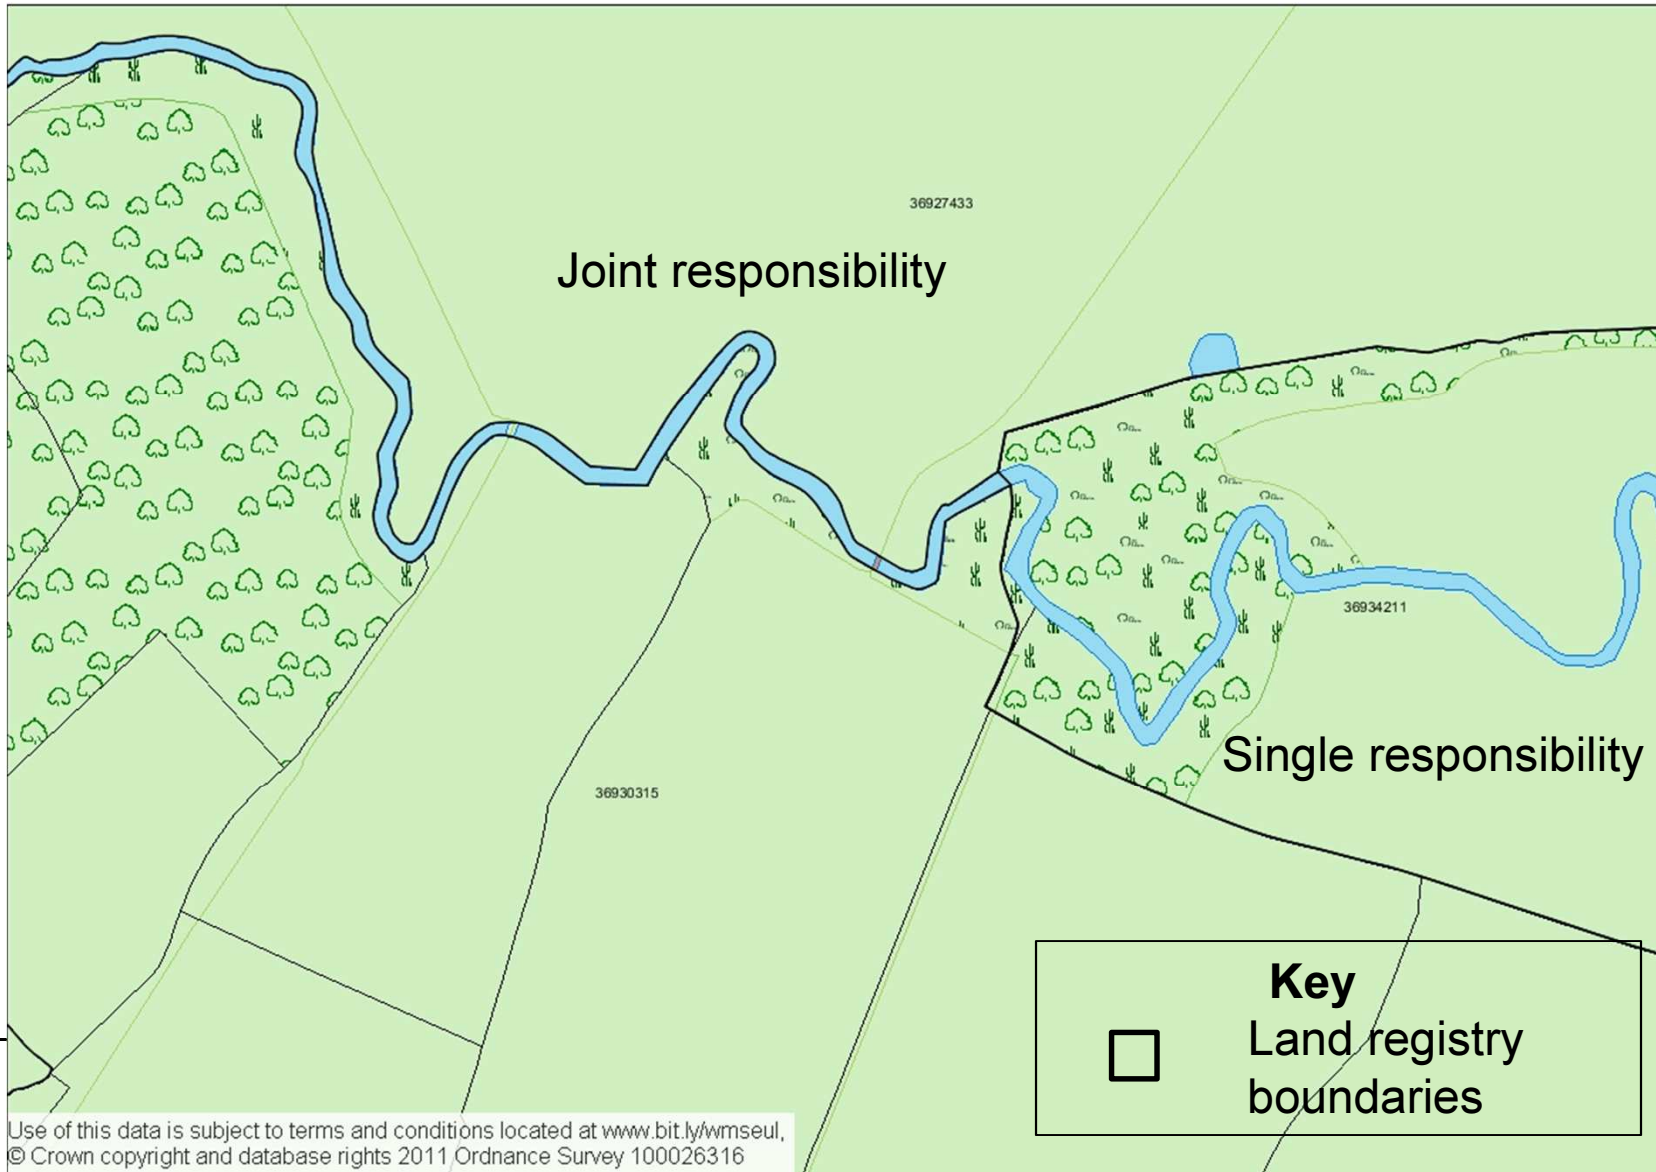 36927433
Joint responsibility
36934211
Single responsibility
36930315
Key
Land registry
boundaries
Use of this data is subject to terms and conditions located at www.bit.ly/wmseul,
© Crown copyright and database rights 2011 Ordnance Survey 100026316